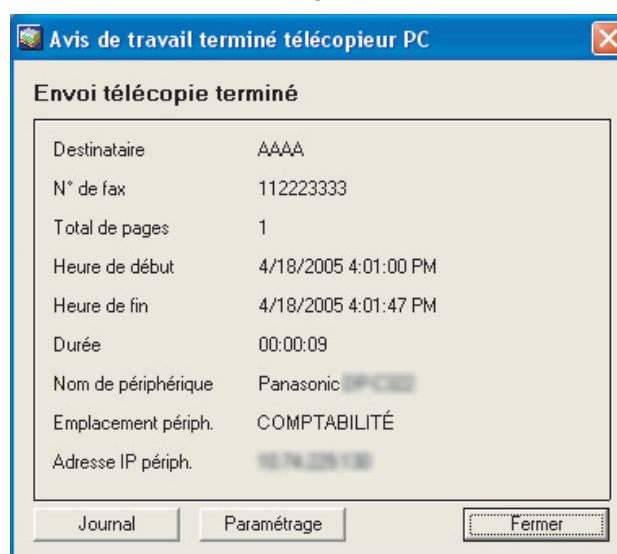 Avis de travail terminé télécopieur PC
Envoi télécopie terminé
Destinataire AAAA
N° de fax 112223333
Total de pages 1
Heure de début 4/18/2005 4:01:00 PM
Heure de fin 4/18/2005 4:01:47 PM
Durée 00:00:09
Nom de périphérique Panasonic
Emplacement périph. COMPTABILITÉ
Adresse IP périph.
Journal Paramétrage Fermer